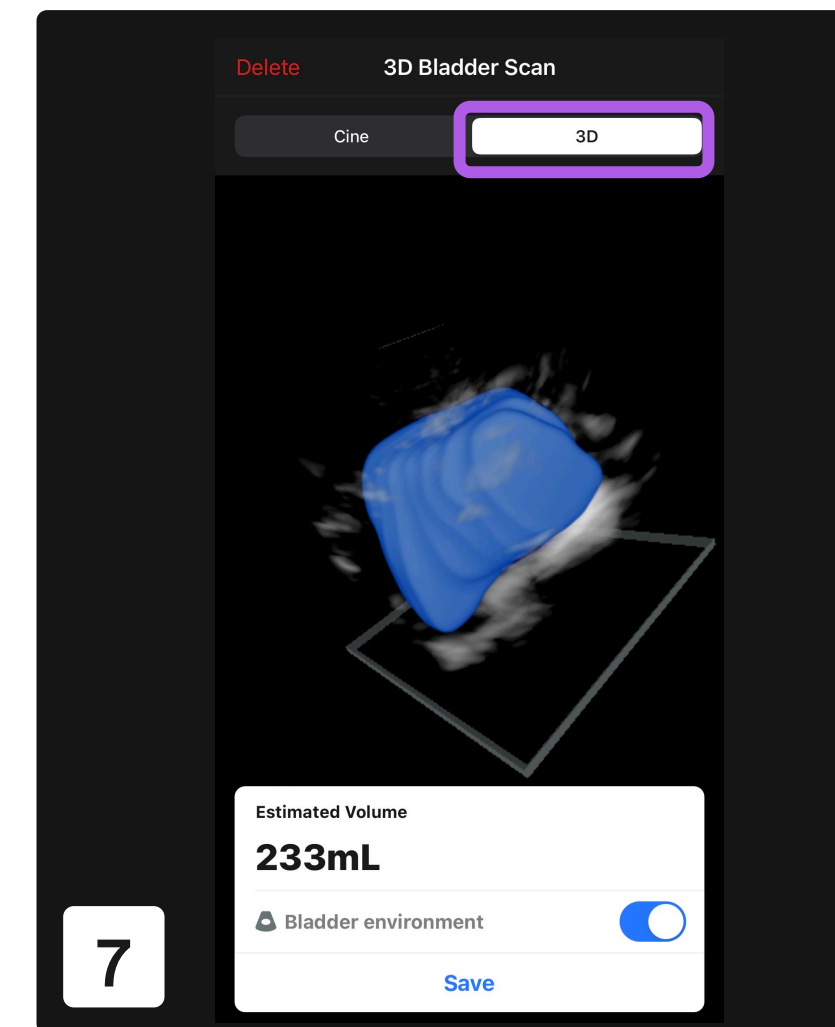 Delete
3D Bladder Scan
Cine
3D
Estimated Volume
233mL
Bladder environment
Save
7